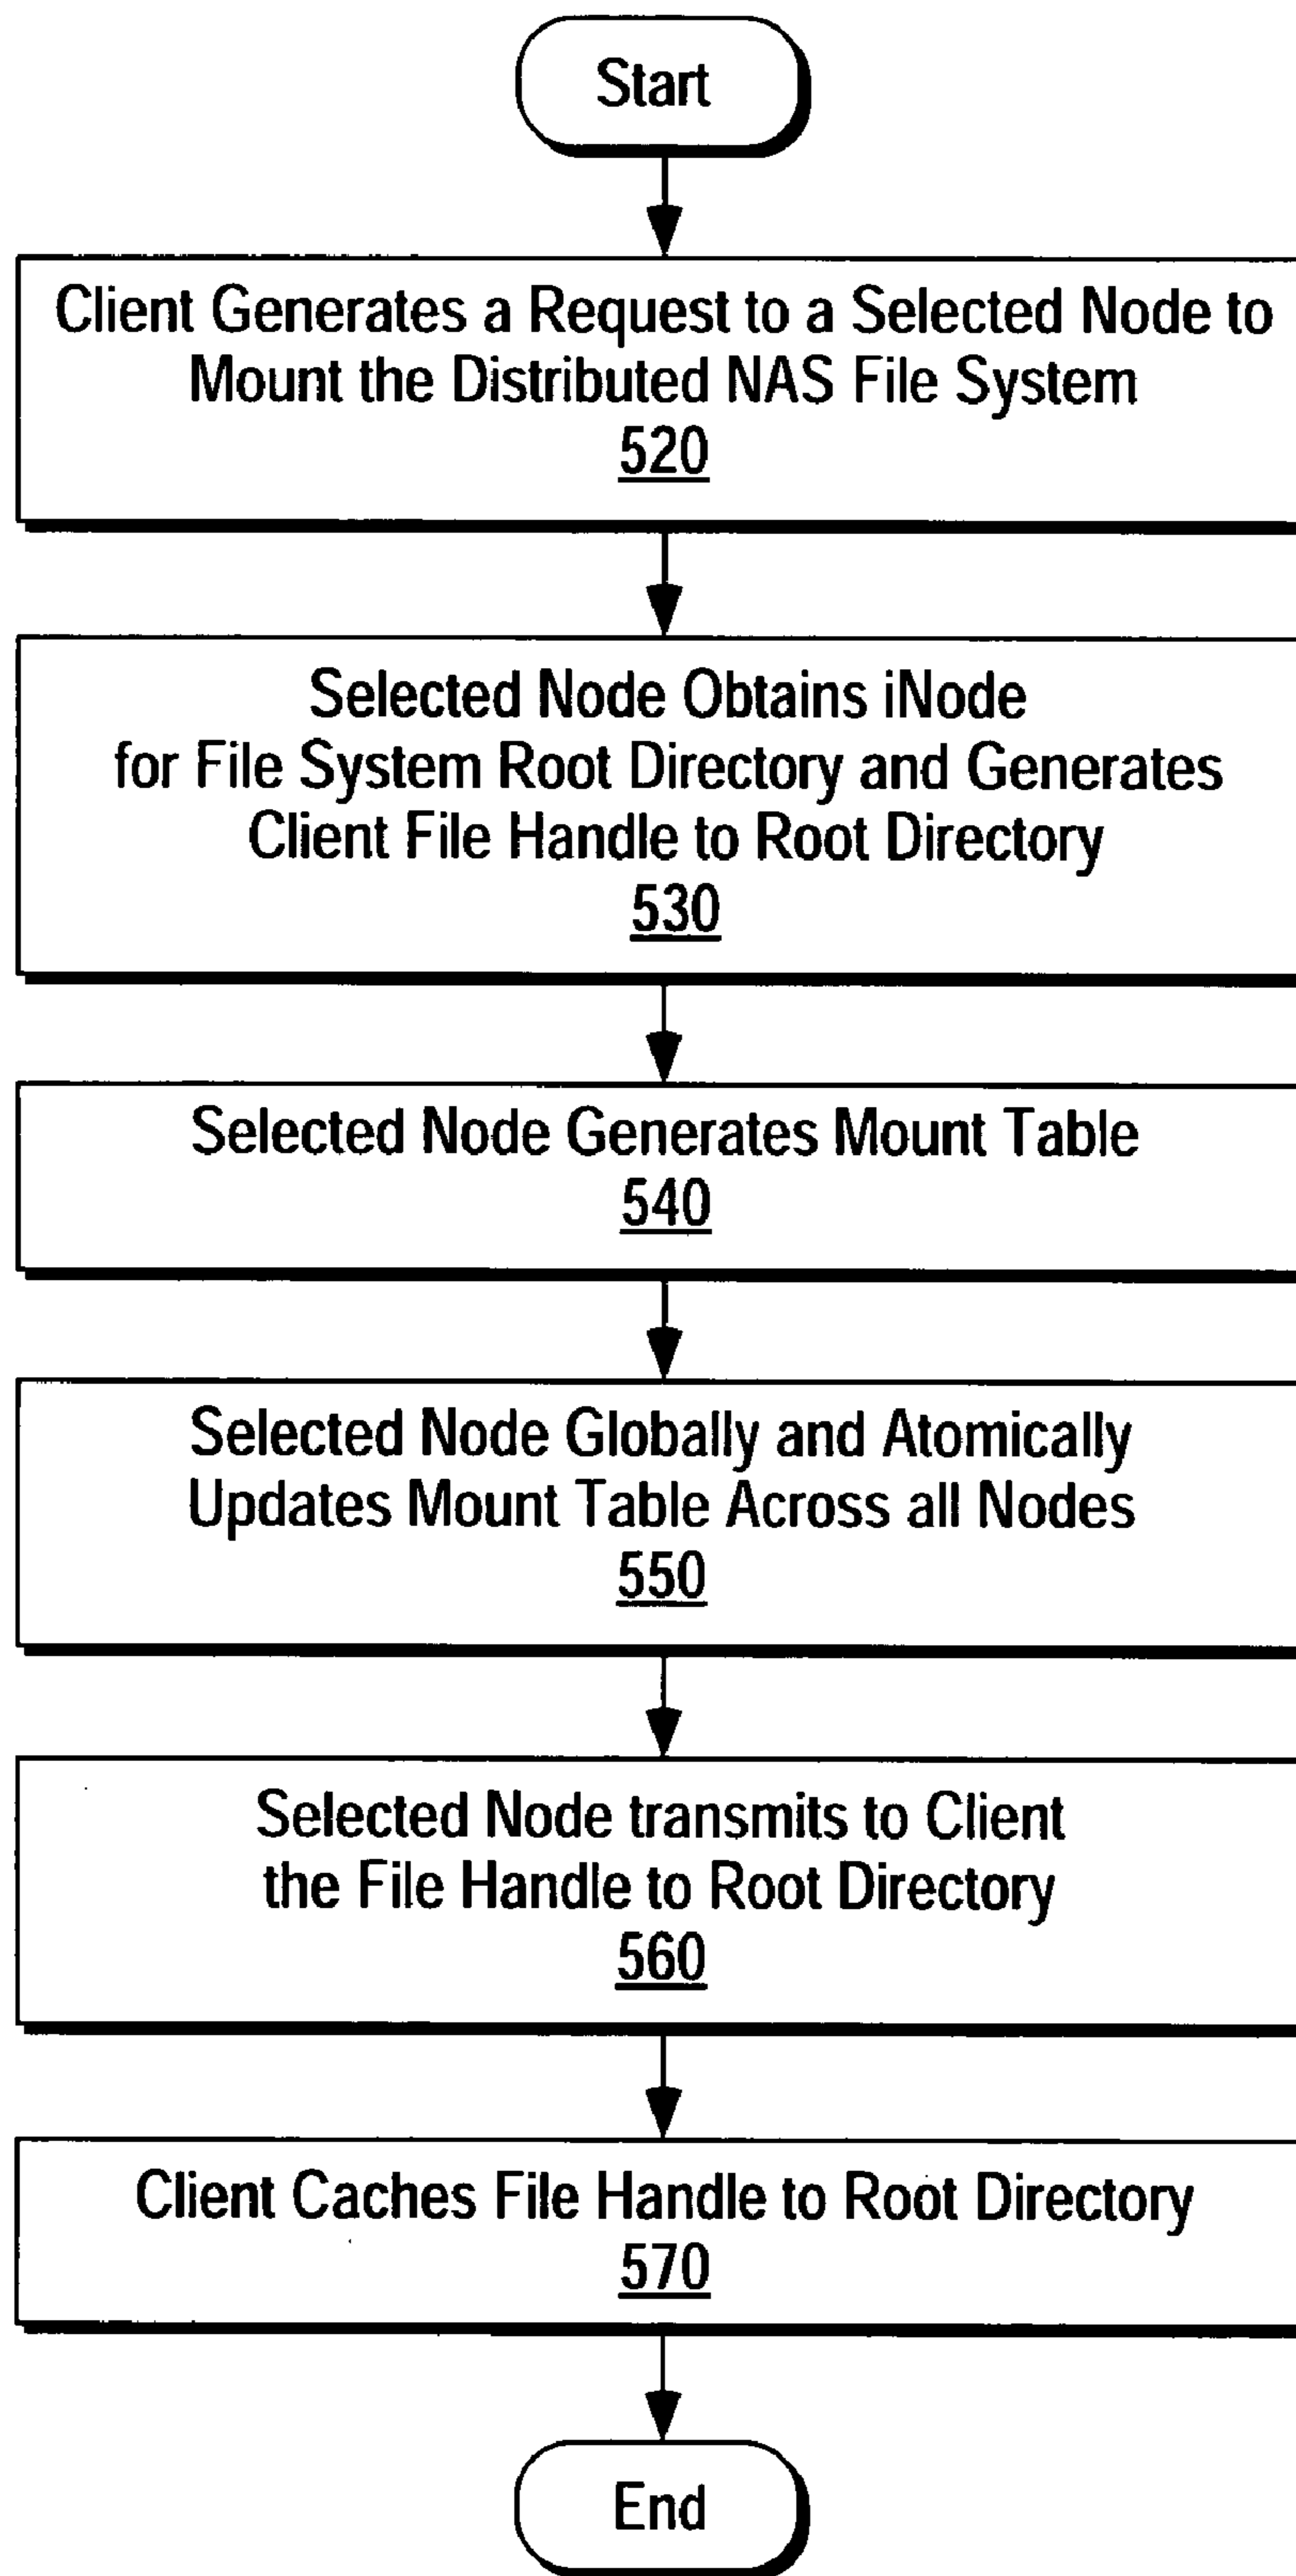 Start
Client Generates a Request to a Selected Node to
Mount the Distributed NAS File System
520
Selected Node Obtains iNode
for File System Root Directory and Generates
Client File Handle to Root Directory
530
Selected Node Generates Mount Table
540
Selected Node Globally and Atomically
Updates Mount Table Across all Nodes
550
Selected Node transmits to Client
the File Handle to Root Directory
560
Client Caches File Handle to Root Directory
570
End